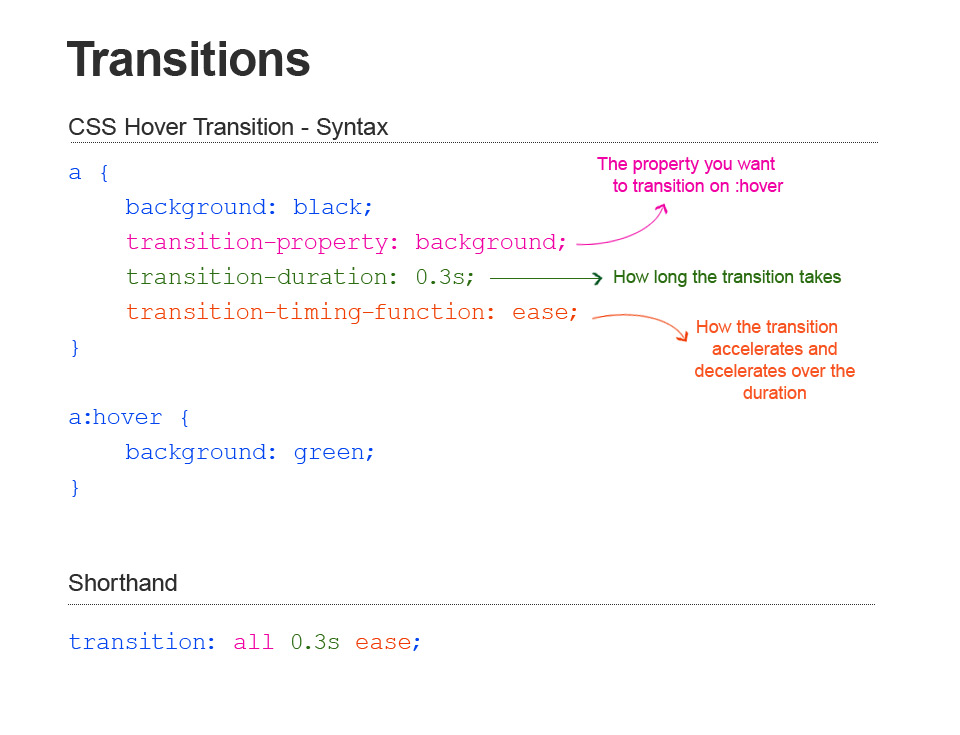 Transitions
CSS Hover Transition - Syntax
a {
background: black;
transition-property: background;
transition-duration: 0.3s;
transition-timing-function: ease;
}
The property you want
to transition on :hover
How long the transition takes
How the transition
accelerates and
decelerates over the
duration
a:hover {
background: green;
}
Shorthand
transition: all 0.3s ease;